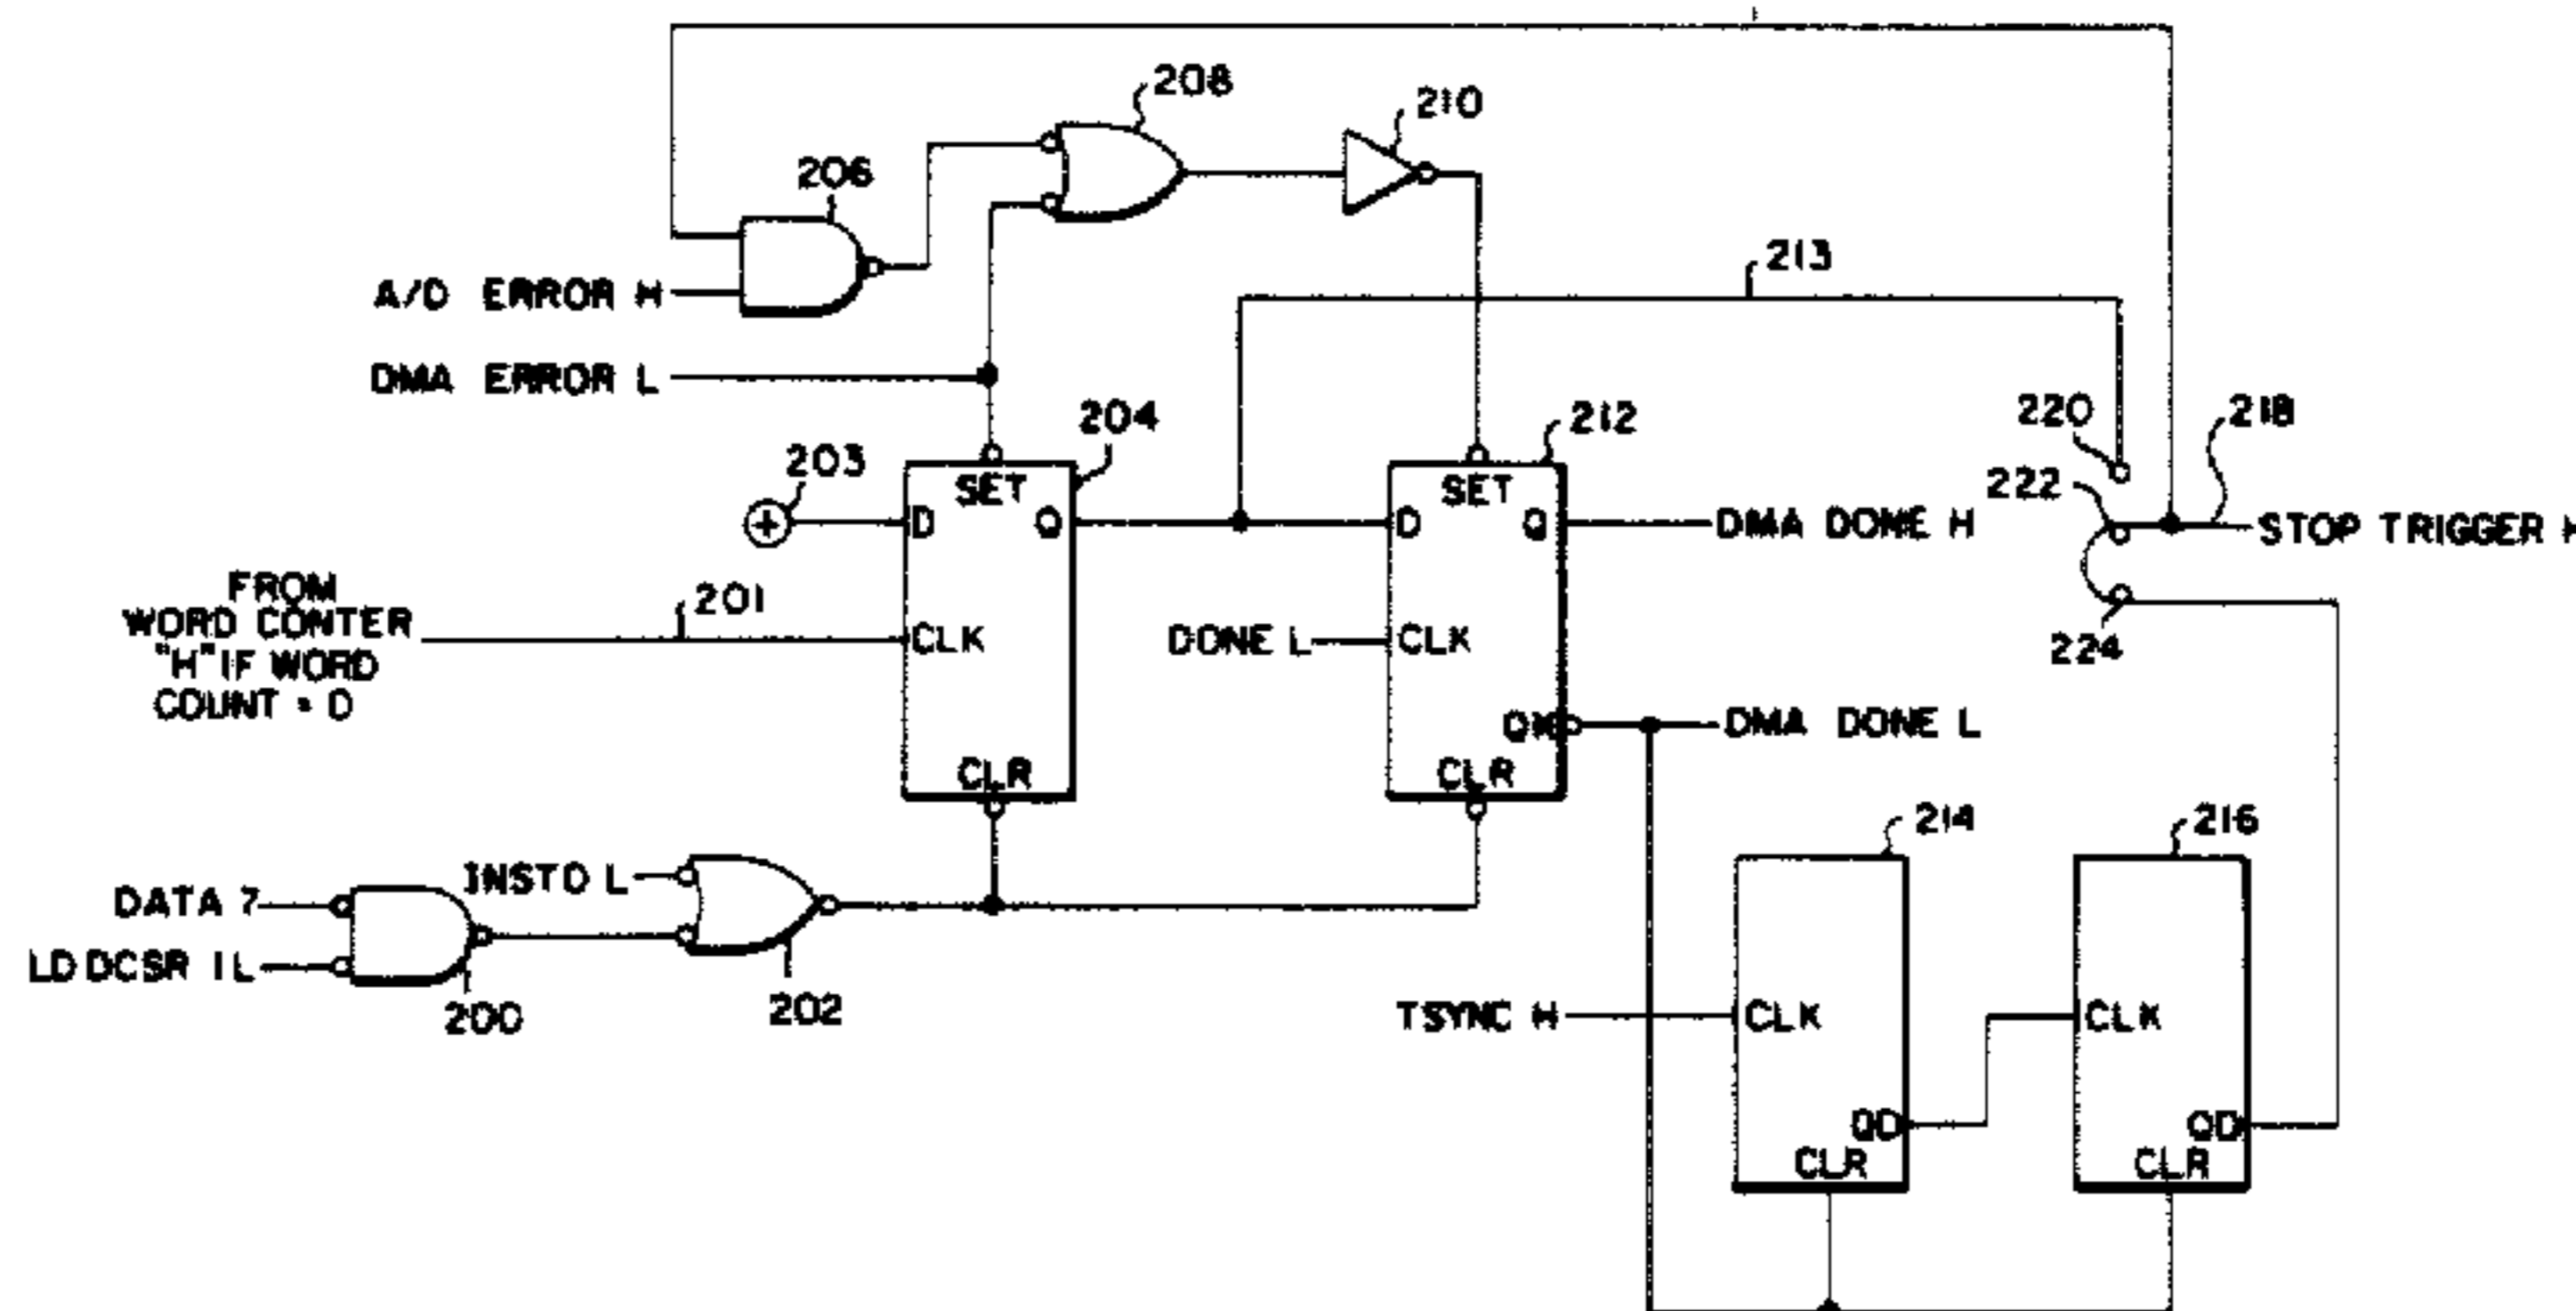 208
210
206
A/D ERROR H
213
DMA ERROR L
220
218
204
212
203
222
SET
SET
D
Q
D
Q
DMA DONE H
STOP TRIGGER H
FROM
WORD CONTER
"H" IF WORD
COUNT = 0
201
CLK
DONE L
CLK
224
DMA DONE L
CLR
CLR
214
216
DATA 7
INSTO L
LD DCSR 1 L
200
202
TSYNC H
CLK
CLK
QD
QD
CLR
CLR